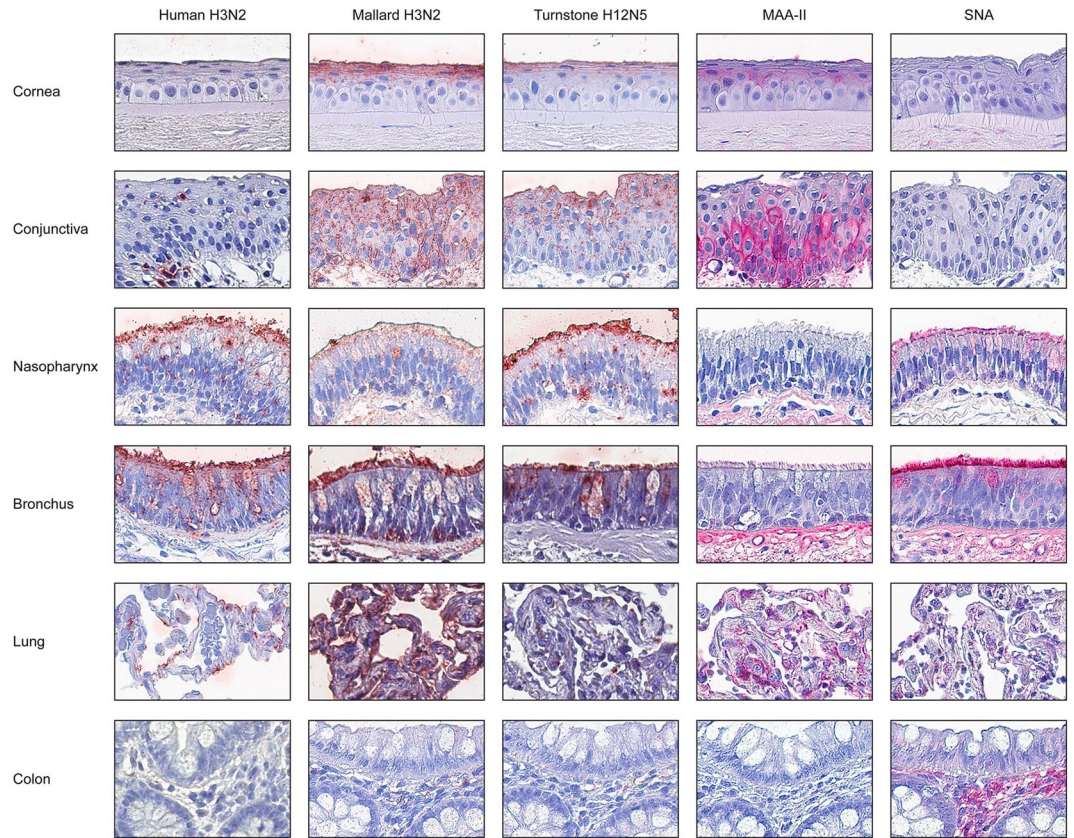 Human H3N2 Mallard H3N2 Turnstone H12N5 MAA-II SNA
Cornea
Conjunctiva
Nasopharynx
Bronchus
Lung
Colon